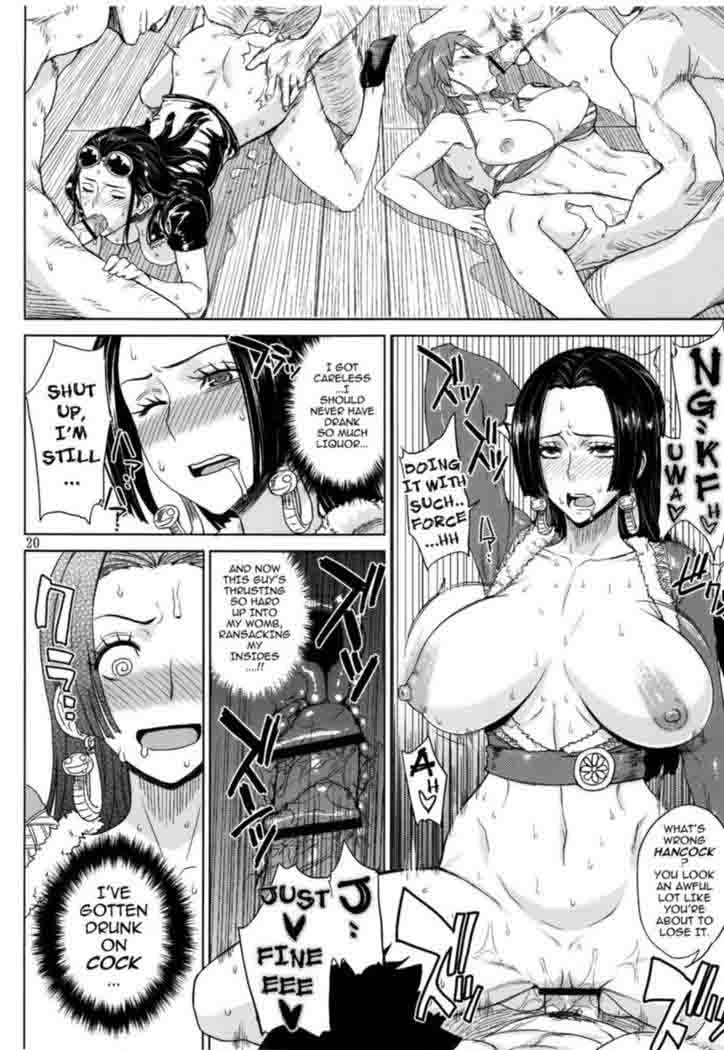 NG〃KFH♥
UWA♥
DOING
IT WITH
SUCH..
FORCE
...HH
AH♥
WHAT'S
WRONG
HANCOCK
?
YOU LOOK
AN AWFUL
LOT LIKE
YOU'RE
ABOUT TO
LOSE IT.
I GOT
CARELESS
...I
SHOULD
NEVER HAVE
DRANK
SO MUCH
LIQUOR...
SHUT
UP,
I'M
STILL
...
20
AND NOW
THIS GUY'S
THRUSTING
SO HARD
UP INTO
MY WOMB,
RANSACKING
MY
INSIDES
....!!
J〃
JUST
♥
FINE
EEE
♥
I'VE
GOTTEN
DRUNK
ON
COCK
...